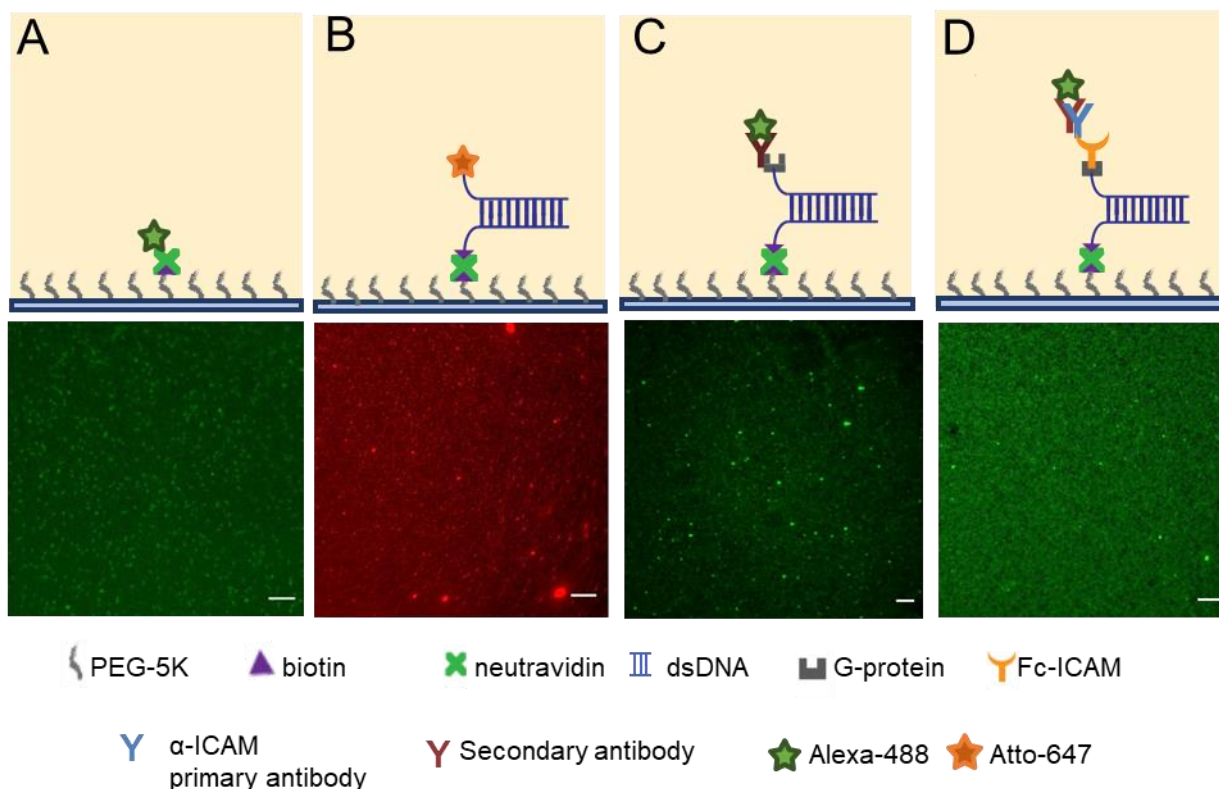 A
B
C
D
PEG-5K
biotin
neutravidin
dsDNA
G-protein
Fc-ICAM
α-ICAM
primary antibody
Secondary antibody
Alexa-488
Atto-647